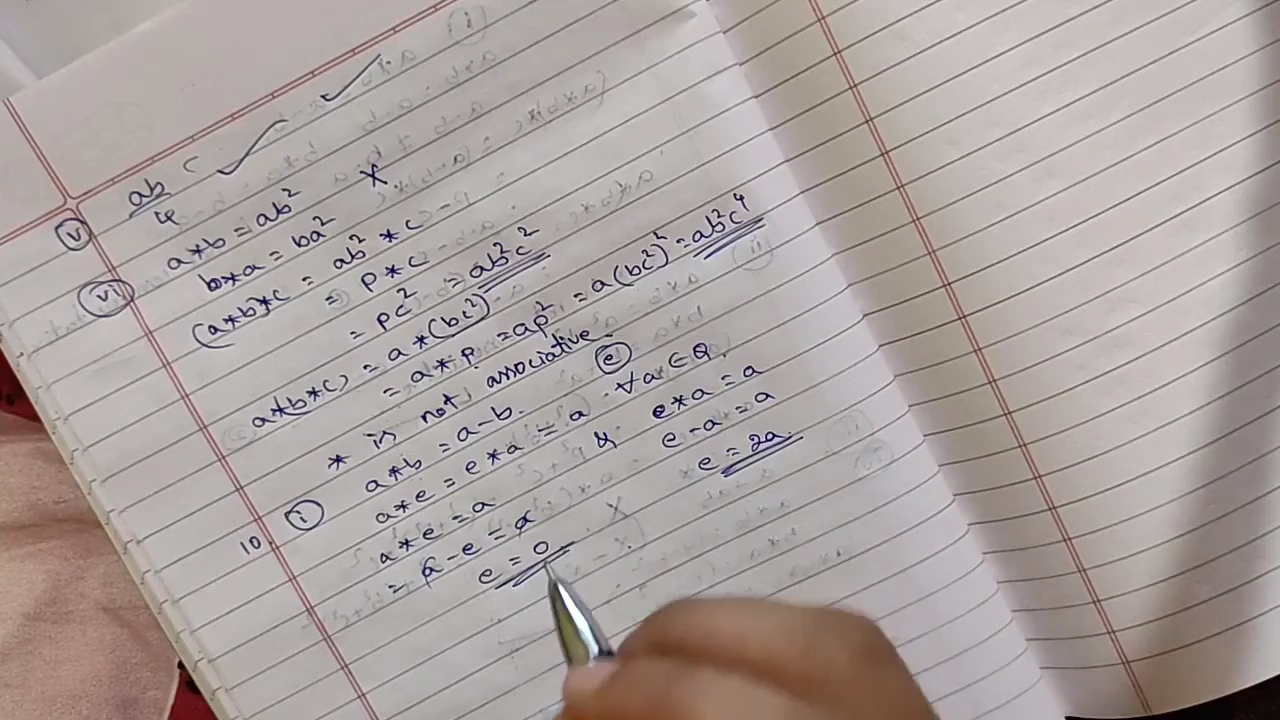 (v) ab/4 c ✓ ✓
(vi) a*b = ab² X
b*a = ba²
(a*b)*c = ab² * c
= p*c
= pc² = ab²c²
a*(b*c) = a*(bc²)
= a*p = ap² = a(bc²)² = ab²c⁴
* is not associative.
10 (i) a*b = a-b. (e)
a*e = e*a = a. ∀ a ∈ Q.
a*e = a & e*a = a
= a-e = a e-a = a
e = 0 e = 2a.